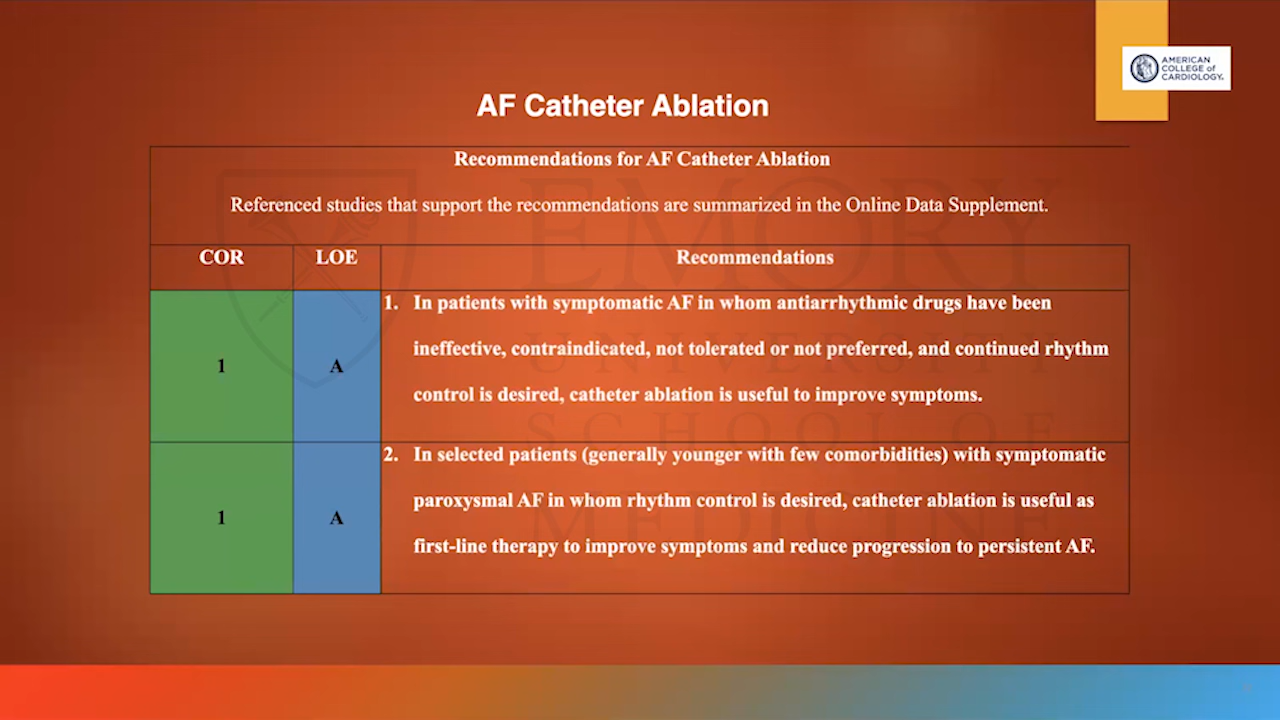 AMERICAN
COLLEGE of
CARDIOLOGY.
AF Catheter Ablation
Recommendations for AF Catheter Ablation
Referenced studies that support the recommendations are summarized in the Online Data Supplement.
COR LOE Recommendations
1 A 1. In patients with symptomatic AF in whom antiarrhythmic drugs have been
ineffective, contraindicated, not tolerated or not preferred, and continued rhythm
control is desired, catheter ablation is useful to improve symptoms.
1 A 2. In selected patients (generally younger with few comorbidities) with symptomatic
paroxysmal AF in whom rhythm control is desired, catheter ablation is useful as
first-line therapy to improve symptoms and reduce progression to persistent AF.
EMORY
UNIVERSITY
SCHOOL OF
MEDICINE